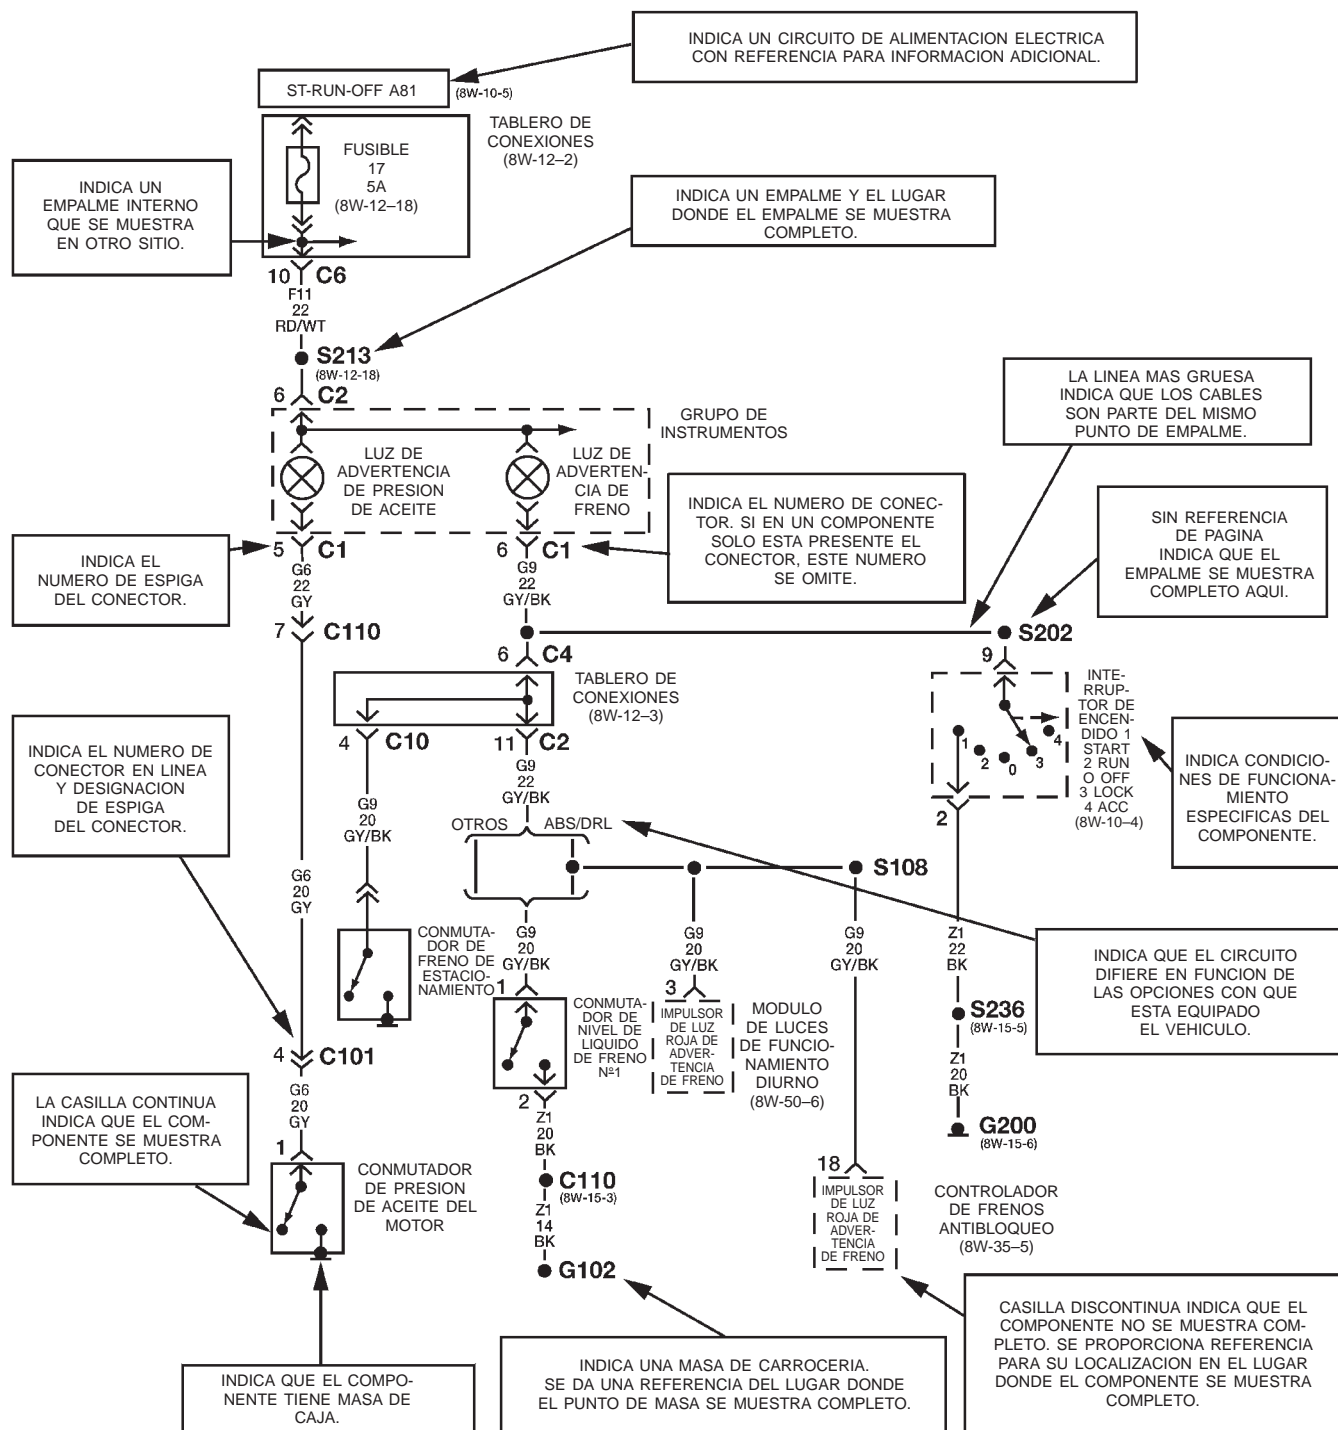 INDICA UN CIRCUITO DE ALIMENTACION ELECTRICA
CON REFERENCIA PARA INFORMACION ADICIONAL.
ST-RUN-OFF A81
(8W-10-5)
TABLERO DE
CONEXIONES
(8W-12–2)
FUSIBLE
17
5A
(8W-12–18)
INDICA UN
EMPALME INTERNO
QUE SE MUESTRA
EN OTRO SITIO.
INDICA UN EMPALME Y EL LUGAR
DONDE EL EMPALME SE MUESTRA
COMPLETO.
10 C6
F11
22
RD/WT
S213
(8W-12-18)
6 C2
LA LINEA MAS GRUESA
INDICA QUE LOS CABLES
SON PARTE DEL MISMO
PUNTO DE EMPALME.
GRUPO DE
INSTRUMENTOS
LUZ DE
ADVERTENCIA
DE PRESION
DE ACEITE
LUZ DE
ADVERTEN-
CIA DE
FRENO
INDICA EL NUMERO DE CONEC-
TOR. SI EN UN COMPONENTE
SOLO ESTA PRESENTE EL
CONECTOR, ESTE NUMERO
SE OMITE.
SIN REFERENCIA
DE PAGINA
INDICA QUE EL
EMPALME SE MUESTRA
COMPLETO AQUI.
INDICA EL
NUMERO DE ESPIGA
DEL CONECTOR.
5 C1
6 C1
G6
22
GY
G9
22
GY/BK
7 C110
S202
6 C4
9
TABLERO DE
CONEXIONES
(8W-12–3)
INTE-
RRUP-
TOR DE
ENCEN-
DIDO 1
START
2 RUN
O OFF
3 LOCK
4 ACC
(8W-10–4)
1
2
0
3
4
4 C10
11 C2
2
INDICA EL NUMERO DE
CONECTOR EN LINEA
Y DESIGNACION
DE ESPIGA
DEL CONECTOR.
INDICA CONDICIO-
NES DE FUNCIONA-
MIENTO
ESPECIFICAS DEL
COMPONENTE.
G9
22
GY/BK
G9
20
GY/BK
OTROS
ABS/DRL
S108
G6
20
GY
CONMUTA-
DOR DE
FRENO DE
ESTACIO-
NAMIENTO
G9
20
GY/BK
G9
20
GY/BK
G9
20
GY/BK
Z1
22
BK
INDICA QUE EL CIRCUITO
DIFIERE EN FUNCION DE
LAS OPCIONES CON QUE
ESTA EQUIPADO
EL VEHICULO.
1
3
CONMUTA-
DOR DE
NIVEL DE
LIQUIDO
DE FRENO
Nº1
IMPULSOR
DE LUZ
ROJA DE
ADVER-
TENCIA
DE FRENO
MODULO
DE LUCES
DE FUNCIO-
NAMIENTO
DIURNO
(8W-50–6)
S236
(8W-15-5)
4 C101
Z1
20
BK
G6
20
GY
2
Z1
20
BK
G200
(8W-15-6)
LA CASILLA CONTINUA
INDICA QUE EL COM-
PONENTE SE MUESTRA
COMPLETO.
1
CONMUTADOR
DE PRESION
DE ACEITE DEL
MOTOR
C110
(8W-15-3)
Z1
14
BK
G102
18
IMPULSOR
DE LUZ
ROJA DE
ADVER-
TENCIA
DE FRENO
CONTROLADOR
DE FRENOS
ANTIBLOQUEO
(8W-35–5)
CASILLA DISCONTINUA INDICA QUE EL
COMPONENTE NO SE MUESTRA COM-
PLETO. SE PROPORCIONA REFERENCIA
PARA SU LOCALIZACION EN EL LUGAR
DONDE EL COMPONENTE SE MUESTRA
COMPLETO.
INDICA QUE EL COMPO-
NENTE TIENE MASA DE
CAJA.
INDICA UNA MASA DE CARROCERIA.
SE DA UNA REFERENCIA DEL LUGAR DONDE
EL PUNTO DE MASA SE MUESTRA COMPLETO.